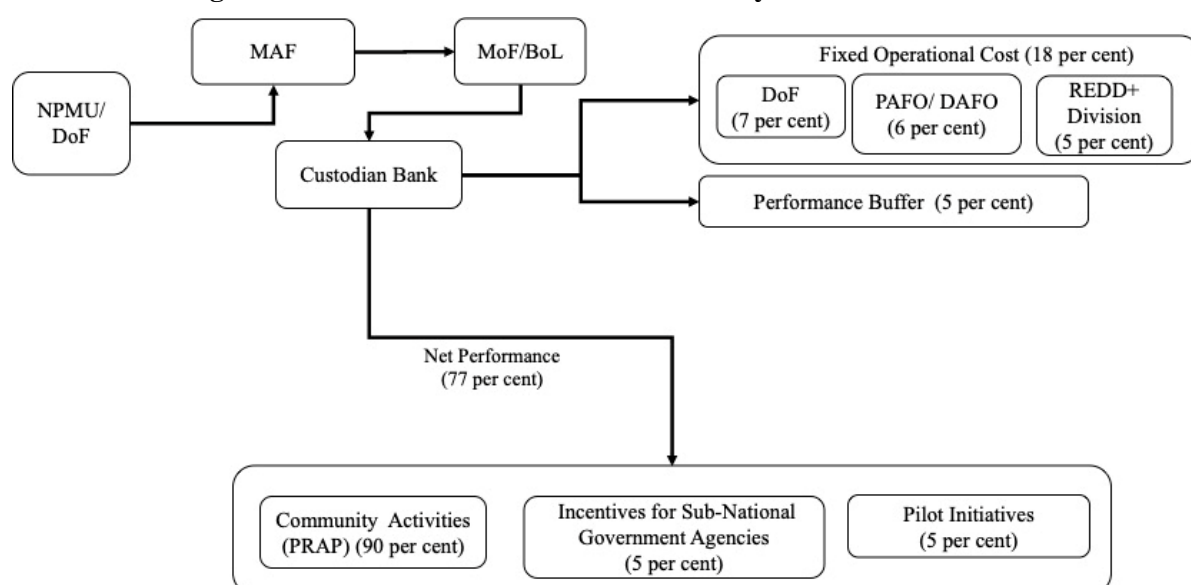 MAF
MoF/BoL
NPMU/
DoF
Custodian Bank
Fixed Operational Cost (18 per cent)
DoF
(7 per cent)
PAFO/ DAFO
(6 per cent)
REDD+
Division
(5 per cent)
Performance Buffer (5 per cent)
Net Performance
(77 per cent)
Community Activities
(PRAP) (90 per cent)
Incentives for Sub-National
Government Agencies
(5 per cent)
Pilot Initiatives
(5 per cent)